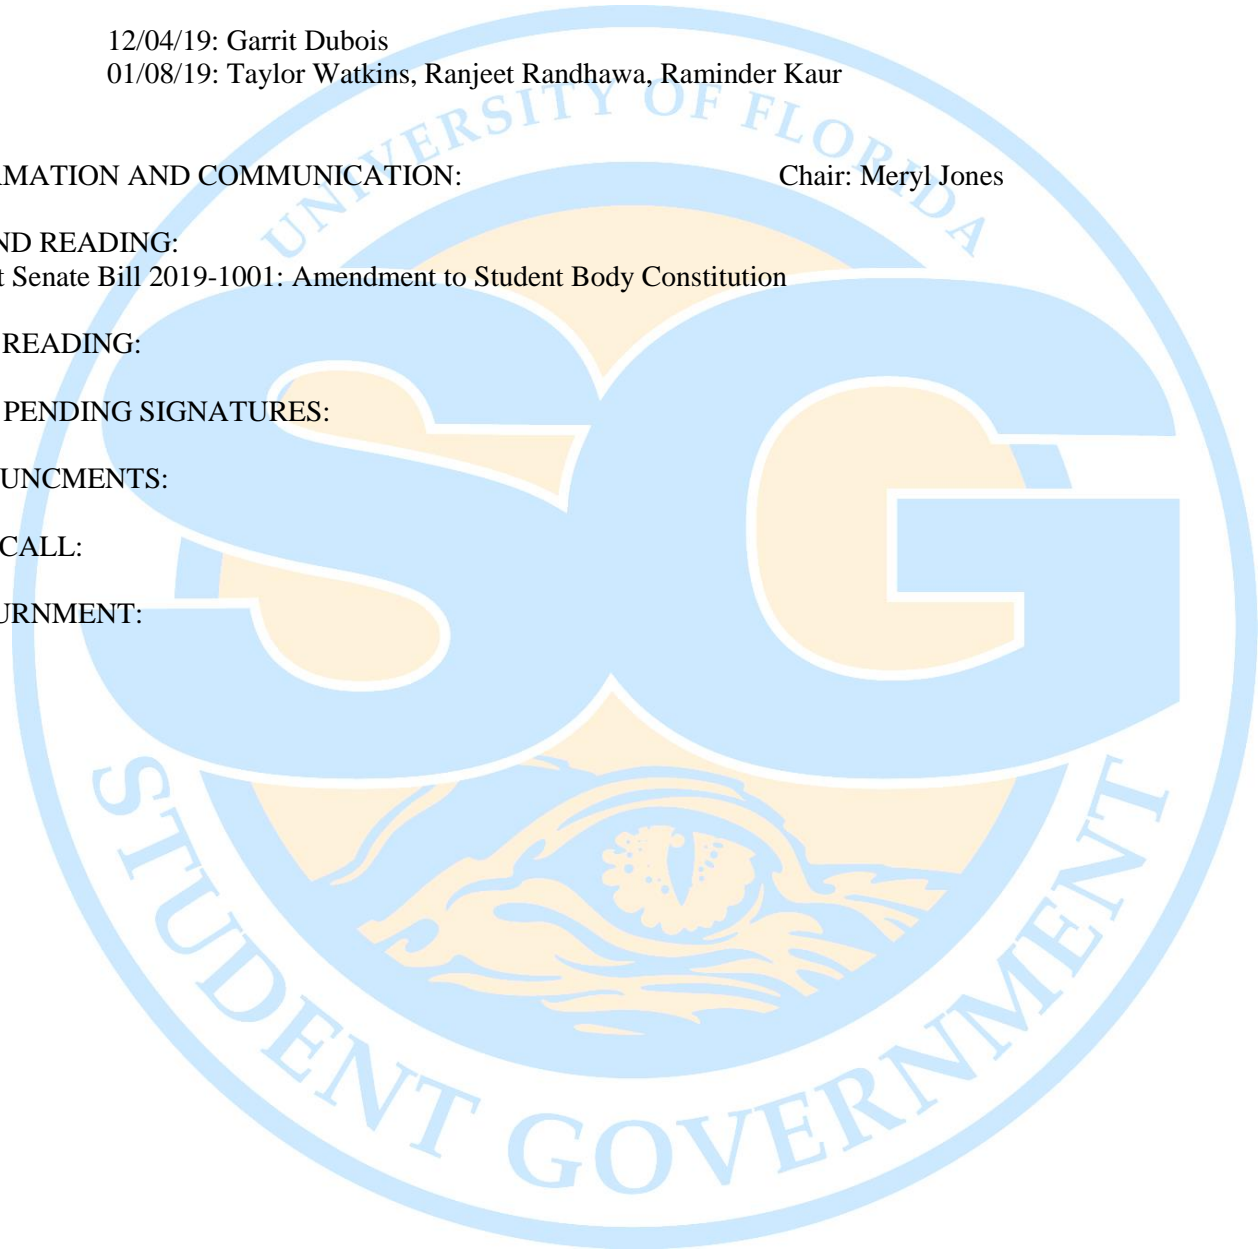 12/04/19: Garrit Dubois
01/08/19: Taylor Watkins, Ranjeet Randhawa, Raminder Kaur
UNIVERSITY OF FLORIDA
RMATION AND COMMUNICATION: Chair: Meryl Jones
ND READING:
t Senate Bill 2019-1001: Amendment to Student Body Constitution
READING:
PENDING SIGNATURES:
UNCMENTS:
CALL:
URNMENT:
SG
STUDENT GOVERNMENT